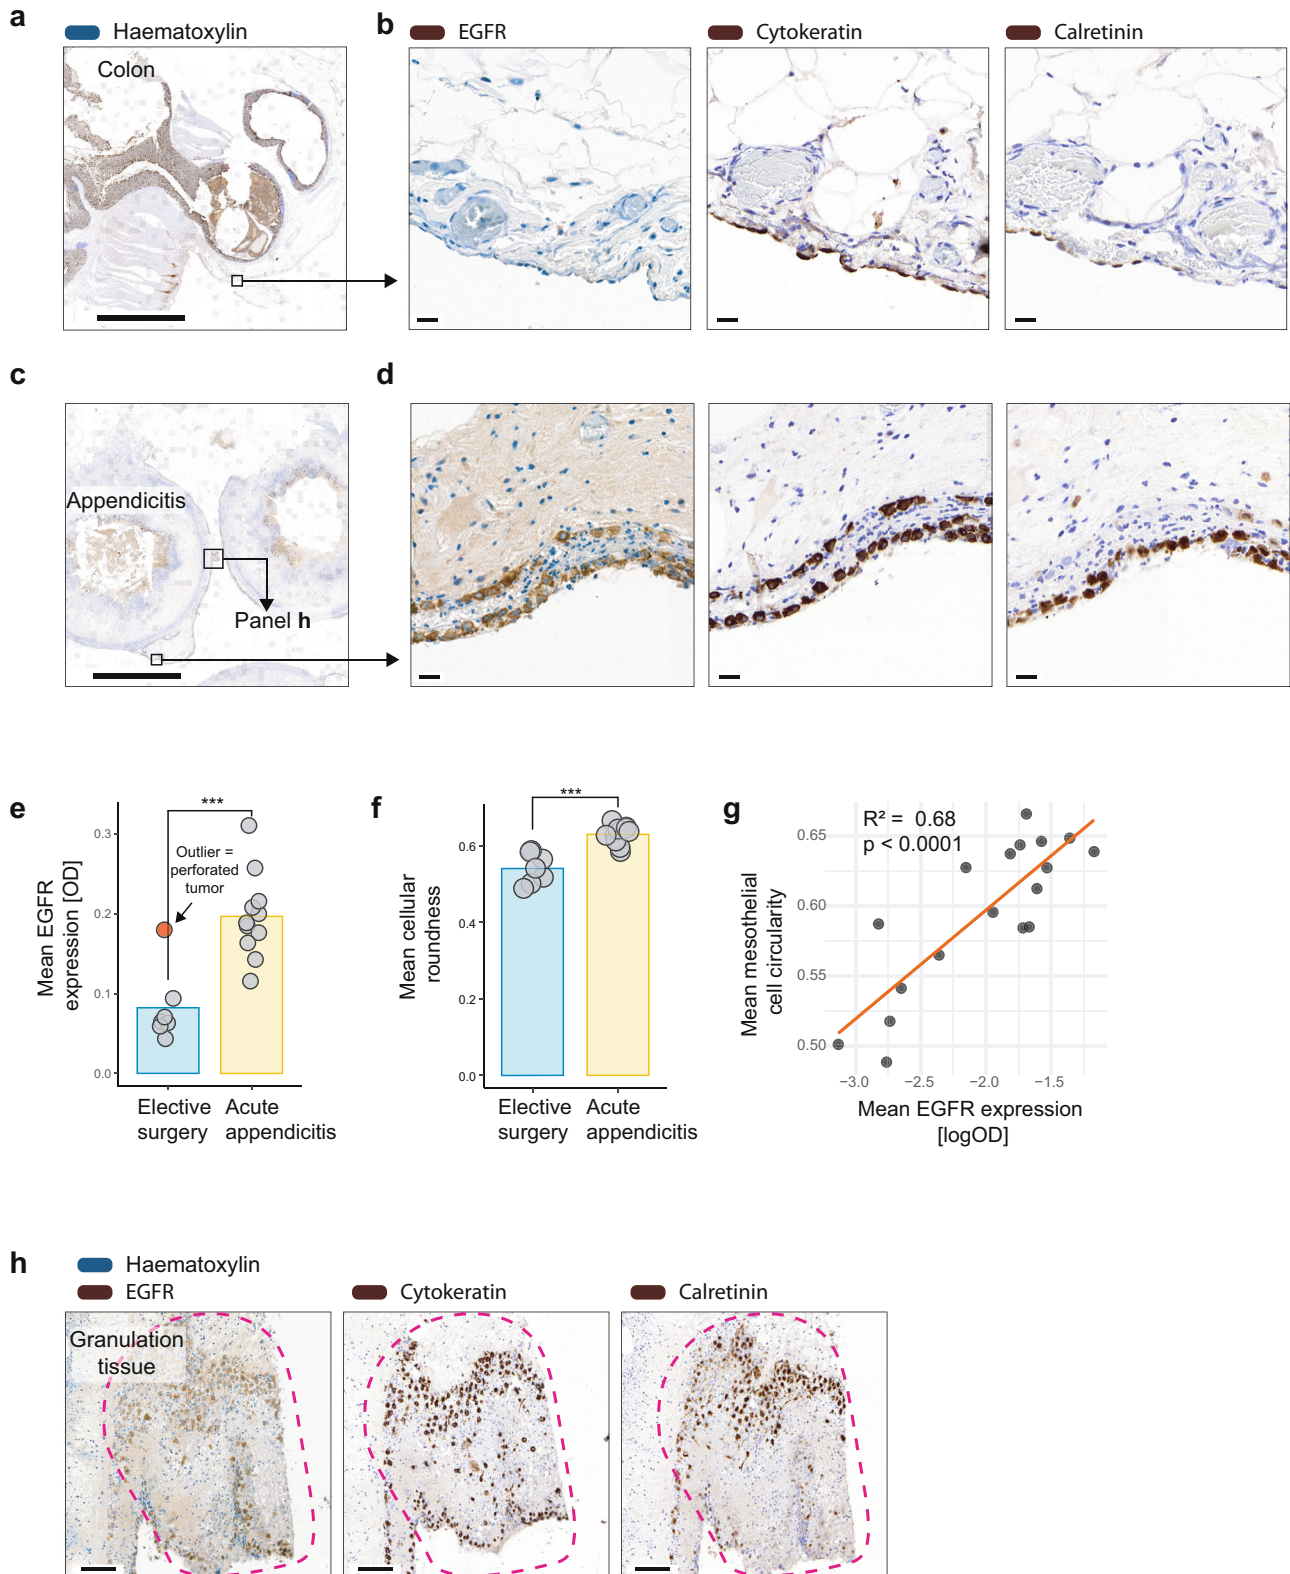 a
Haematoxylin
Colon
b
EGFR
Cytokeratin
Calretinin
c
Appendicitis
Panel h
d
e
Mean EGFR
expression [OD]
0.3
0.2
0.1
0.0
***
Outlier =
perforated
tumor
Elective
surgery
Acute
appendicitis
f
Mean cellular
roundness
0.6
0.4
0.2
0.0
***
Elective
surgery
Acute
appendicitis
g
Mean mesothelial
cell circularity
0.65
0.60
0.55
0.50
R² = 0.68
p < 0.0001
−3.0
−2.5
−2.0
−1.5
Mean EGFR expression
[logOD]
h
Haematoxylin
EGFR
Cytokeratin
Calretinin
Granulation
tissue